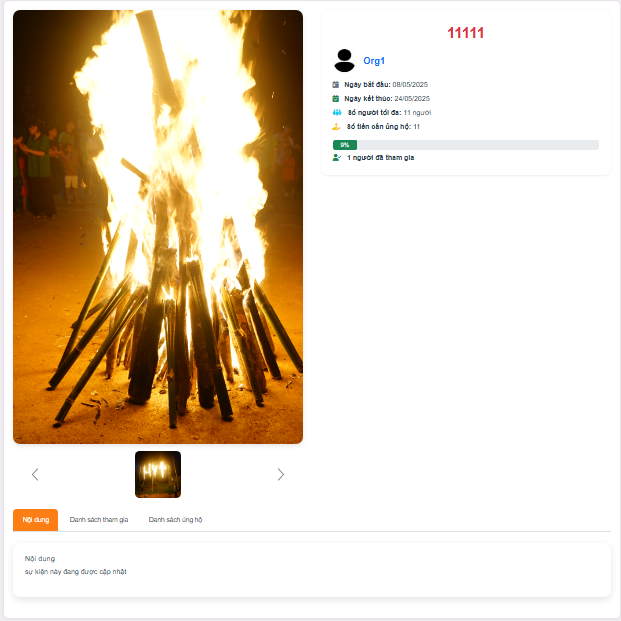 11111
Org1
Ngày bắt đầu: 08/05/2025
Ngày kết thúc: 24/05/2025
Số người tối đa: 11 người
Số tiền cần ủng hộ: 11
9%
1 người đã tham gia
Nội dung
Danh sách tham gia
Danh sách ủng hộ
Nội dung
sự kiện này đang được cập nhật